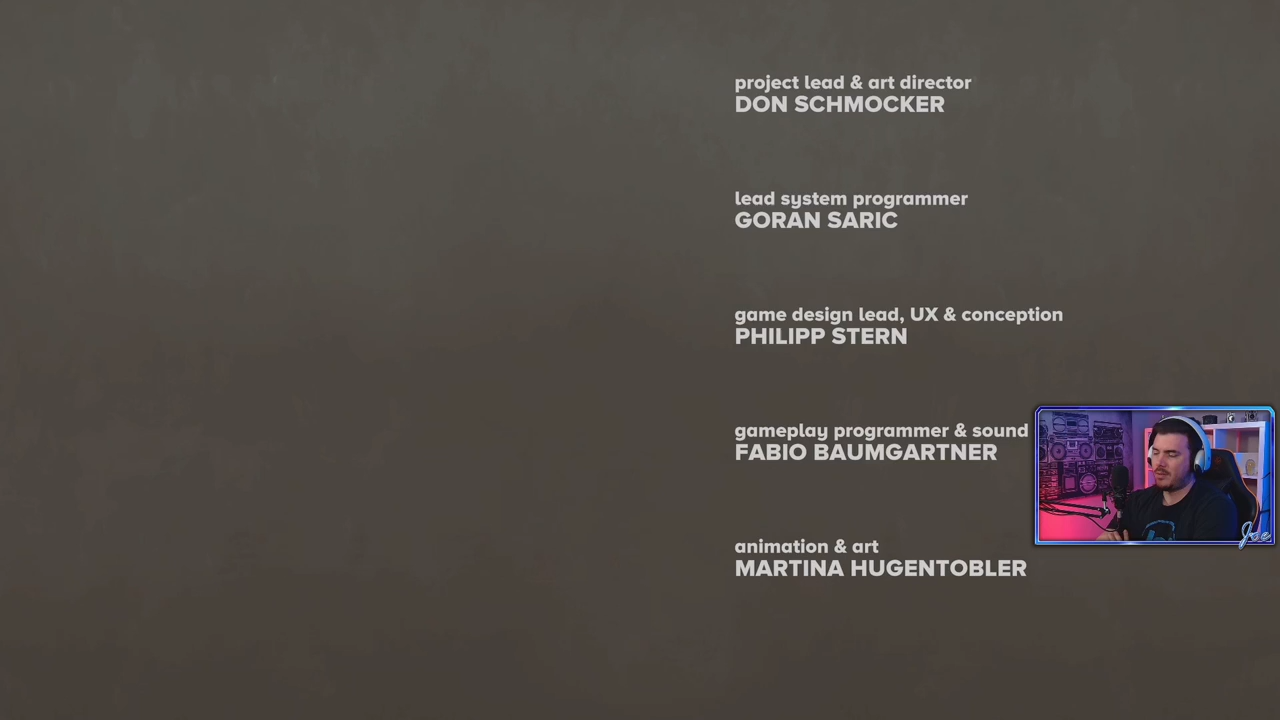 project lead & art director
DON SCHMOCKER
lead system programmer
GORAN SARIC
game design lead, UX & conception
PHILIPP STERN
gameplay programmer & sound
FABIO BAUMGARTNER
animation & art
MARTINA HUGENTOBLER
Joe